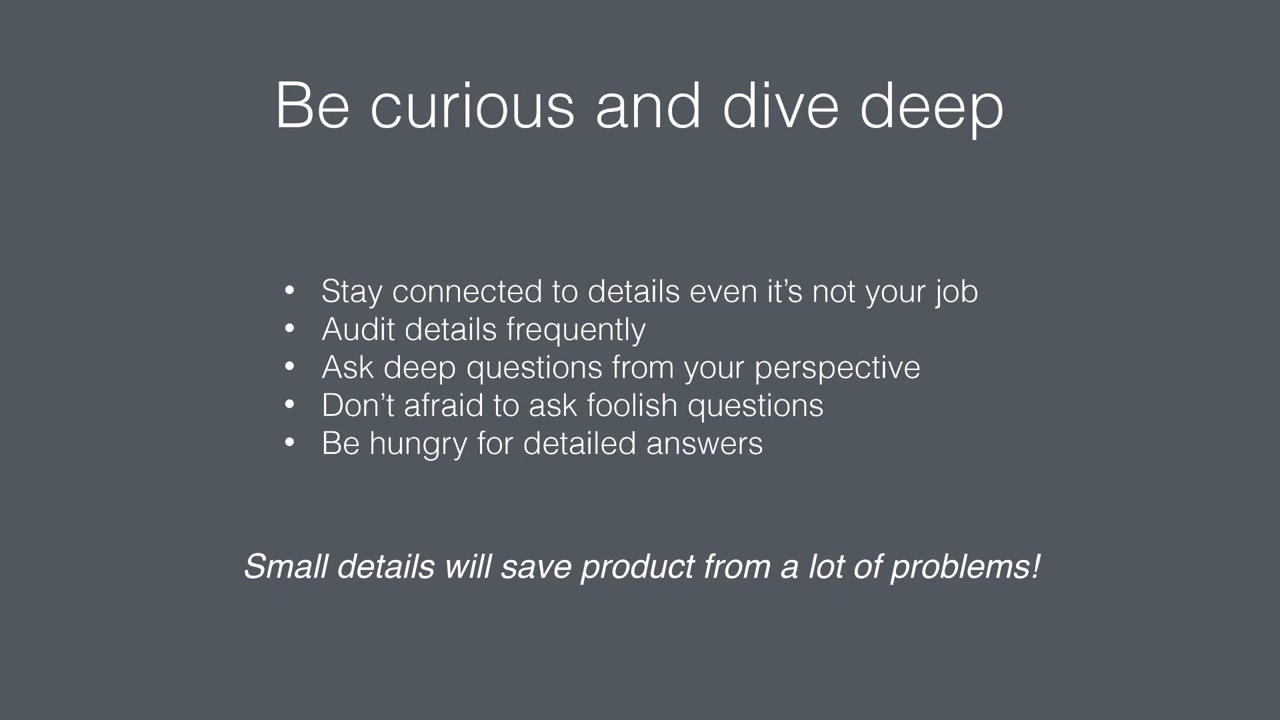 Be curious and dive deep
• Stay connected to details even it’s not your job
• Audit details frequently
• Ask deep questions from your perspective
• Don’t afraid to ask foolish questions
• Be hungry for detailed answers
Small details will save product from a lot of problems!